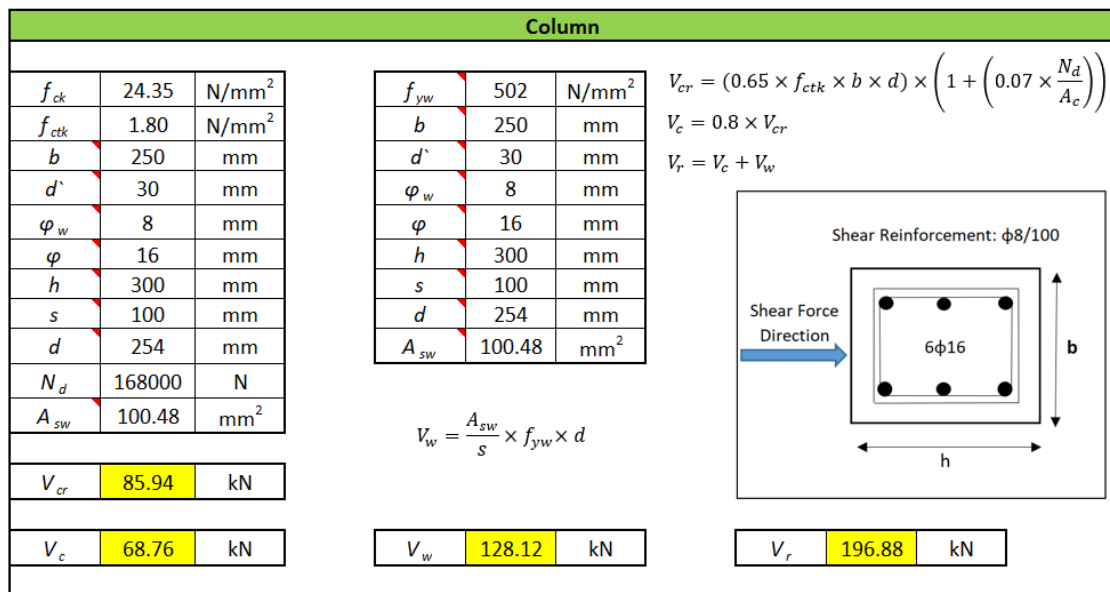 Column
f_ck 24.35 N/mm²
f_ctk 1.80 N/mm²
b 250 mm
d` 30 mm
φ_w 8 mm
φ 16 mm
h 300 mm
s 100 mm
d 254 mm
N_d 168000 N
A_sw 100.48 mm²
V_cr 85.94 kN
V_c 68.76 kN
f_yw 502 N/mm²
b 250 mm
d` 30 mm
φ_w 8 mm
φ 16 mm
h 300 mm
s 100 mm
d 254 mm
A_sw 100.48 mm²
V_w = A_sw/s × f_yw × d
V_w 128.12 kN
V_cr = (0.65 × f_ctk × b × d) × (1 + (0.07 × N_d/A_c))
V_c = 0.8 × V_cr
V_r = V_c + V_w
Shear Reinforcement: ϕ8/100
Shear Force
Direction
6ϕ16
b
h
V_r 196.88 kN